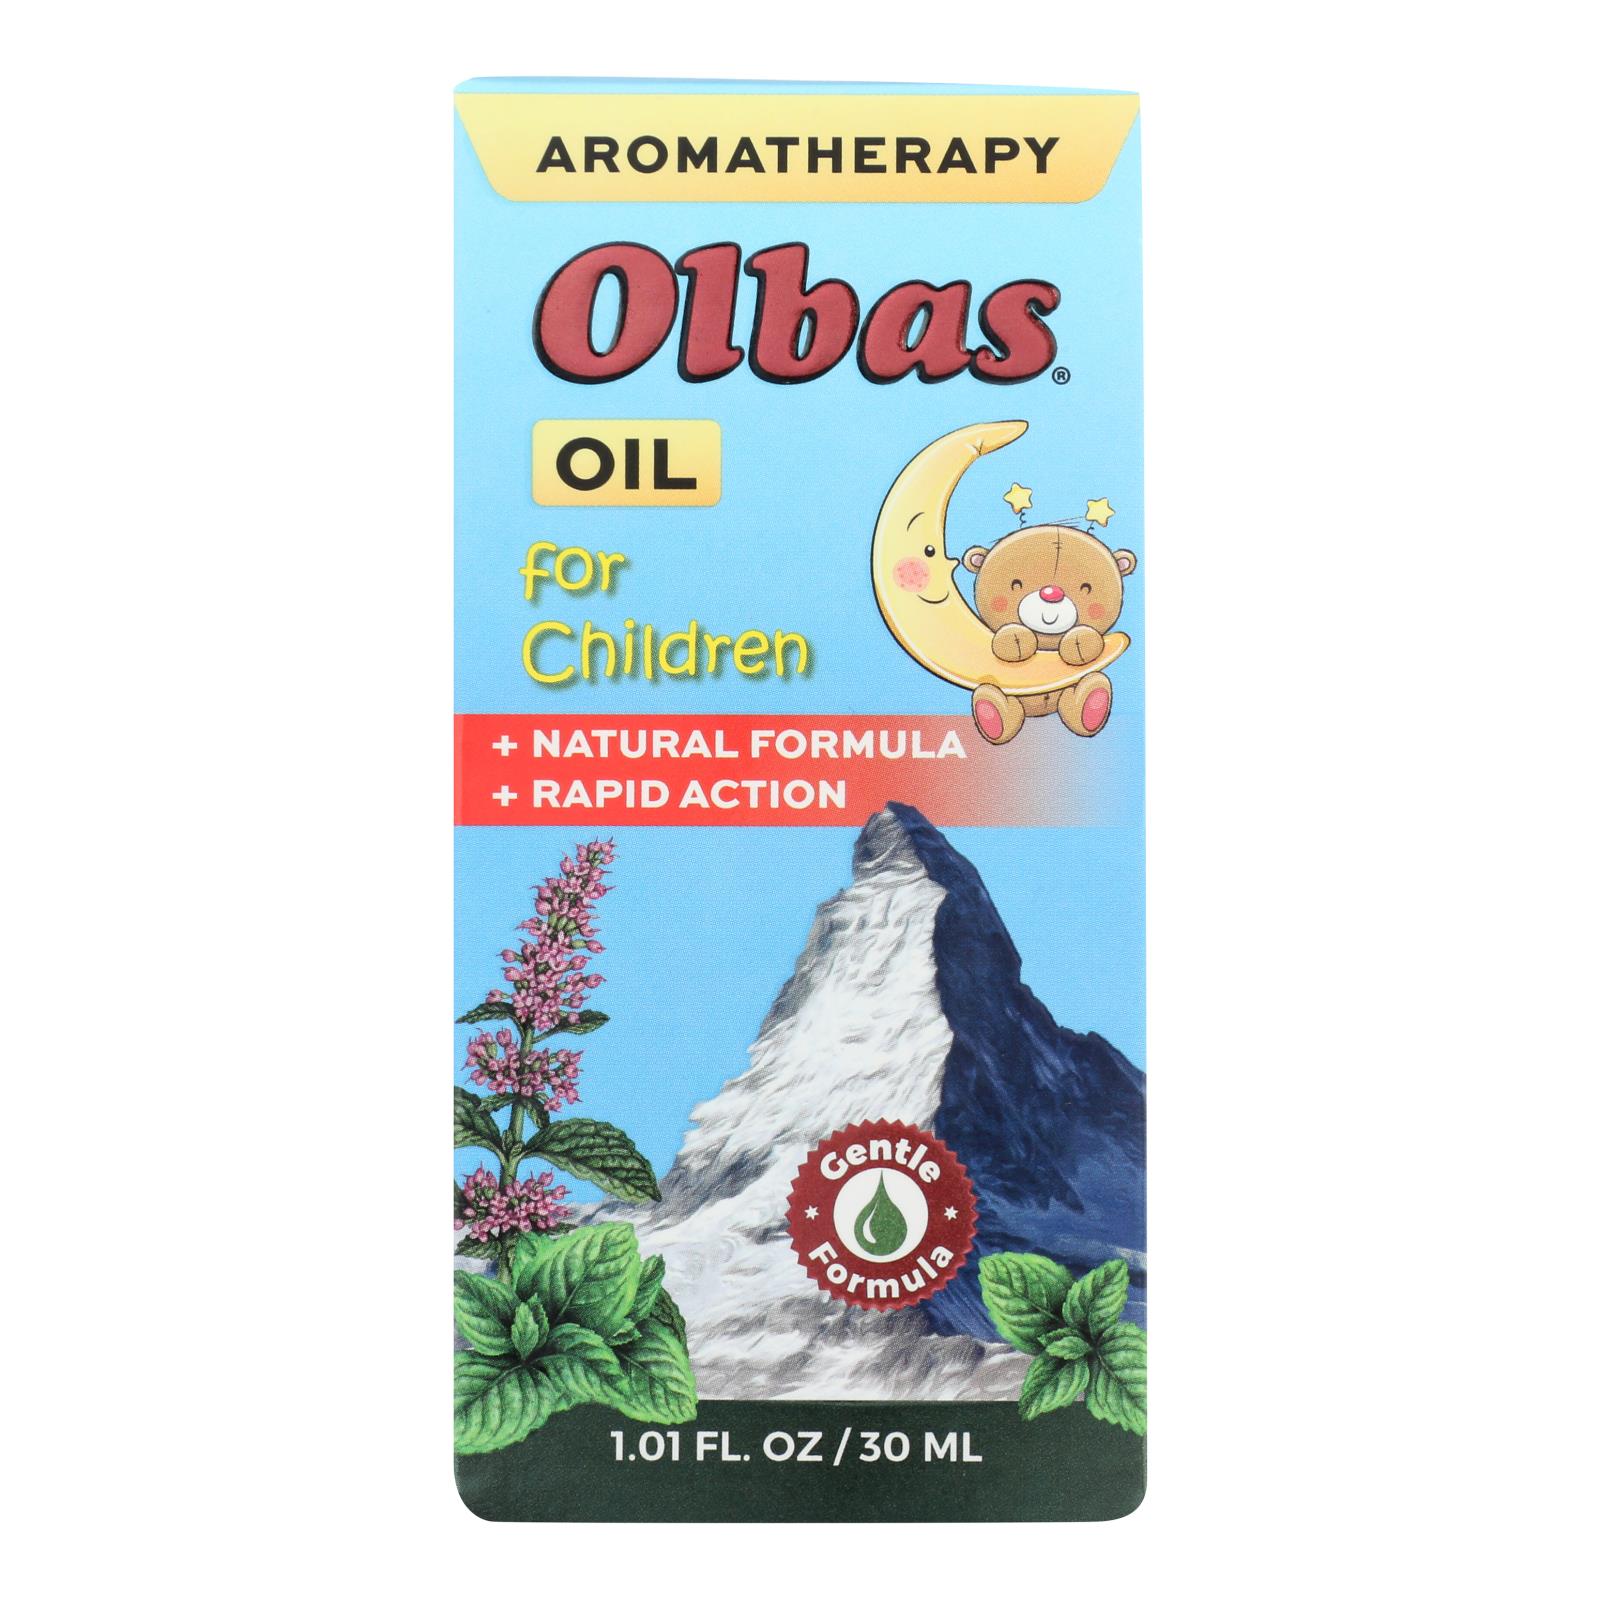 AROMATHERAPY
Olbas®
OIL
for
Children
+ NATURAL FORMULA
+ RAPID ACTION
Gentle
Formula
1.01 FL. OZ / 30 ML